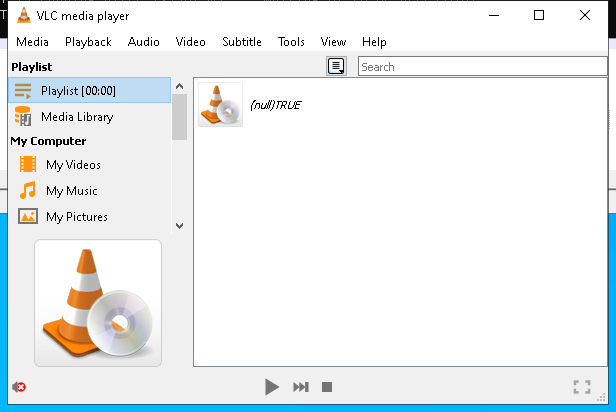 VLC media player
Media Playback Audio Video Subtitle Tools View Help
Playlist
Search
Playlist [00:00]
Media Library
My Computer
My Videos
My Music
My Pictures
(null)TRUE